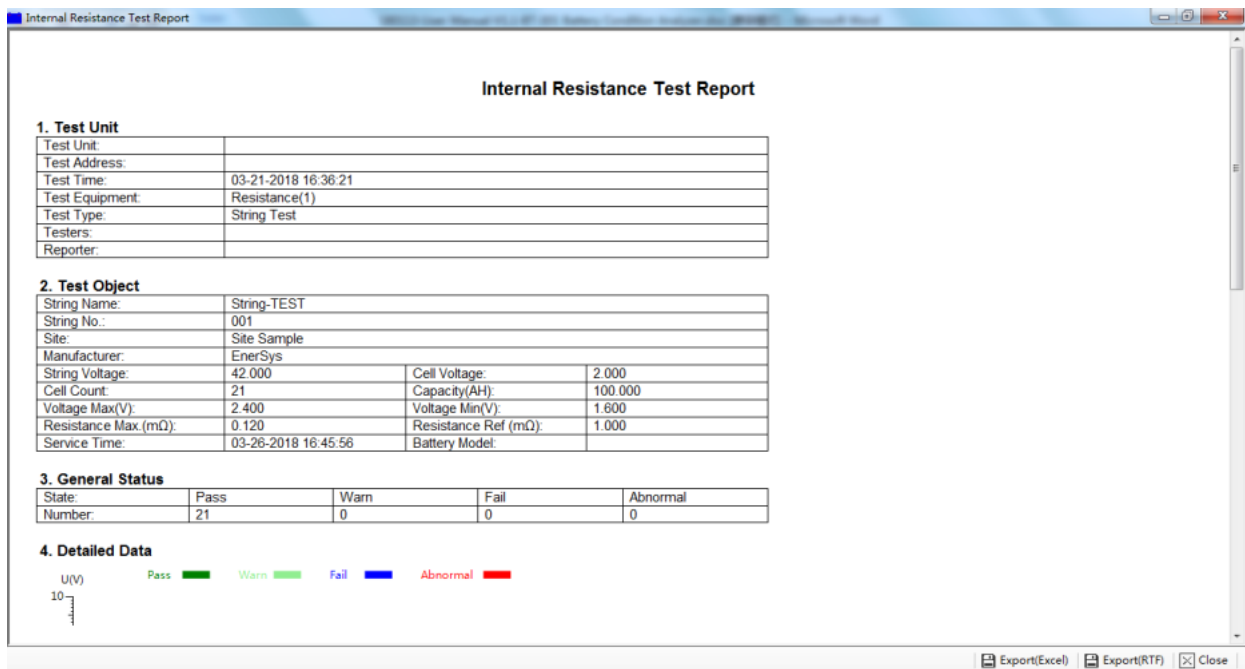 Internal Resistance Test Report
Internal Resistance Test Report
1. Test Unit
Test Unit:
Test Address:
Test Time: 03-21-2018 16:36:21
Test Equipment: Resistance(1)
Test Type: String Test
Testers:
Reporter:
2. Test Object
String Name: String-TEST
String No.: 001
Site: Site Sample
Manufacturer: EnerSys
String Voltage: 42.000 Cell Voltage: 2.000
Cell Count: 21 Capacity(AH): 100.000
Voltage Max(V): 2.400 Voltage Min(V): 1.600
Resistance Max.(mΩ): 0.120 Resistance Ref (mΩ): 1.000
Service Time: 03-26-2018 16:45:56 Battery Model:
3. General Status
State: Pass Warn Fail Abnormal
Number: 21 0 0 0
4. Detailed Data
U(V) Pass Warn Fail Abnormal
10
Export(Excel) Export(RTF) Close